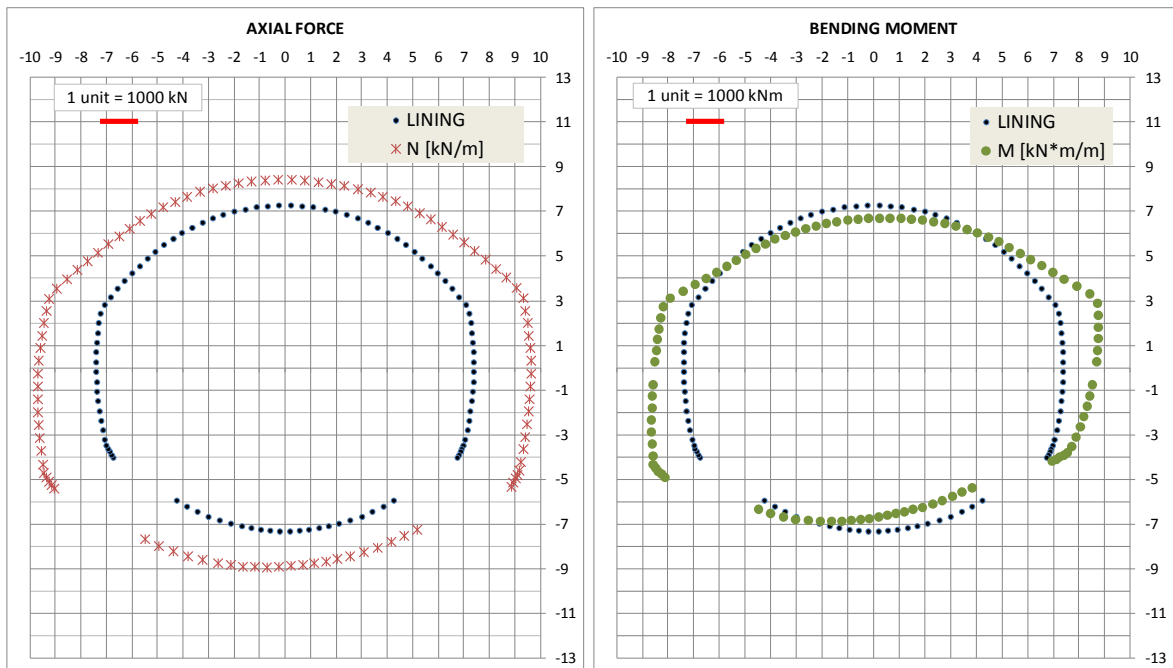 AXIAL FORCE
-10 -9 -8 -7 -6 -5 -4 -3 -2 -1 0 1 2 3 4 5 6 7 8 9 10
13
1 unit = 1000 kN
11
LINING
N [kN/m]
9
7
5
3
1
-1
-3
-5
-7
-9
-11
-13
BENDING MOMENT
-10 -9 -8 -7 -6 -5 -4 -3 -2 -1 0 1 2 3 4 5 6 7 8 9 10
13
1 unit = 1000 kNm
11
LINING
M [kN*m/m]
9
7
5
3
1
-1
-3
-5
-7
-9
-11
-13